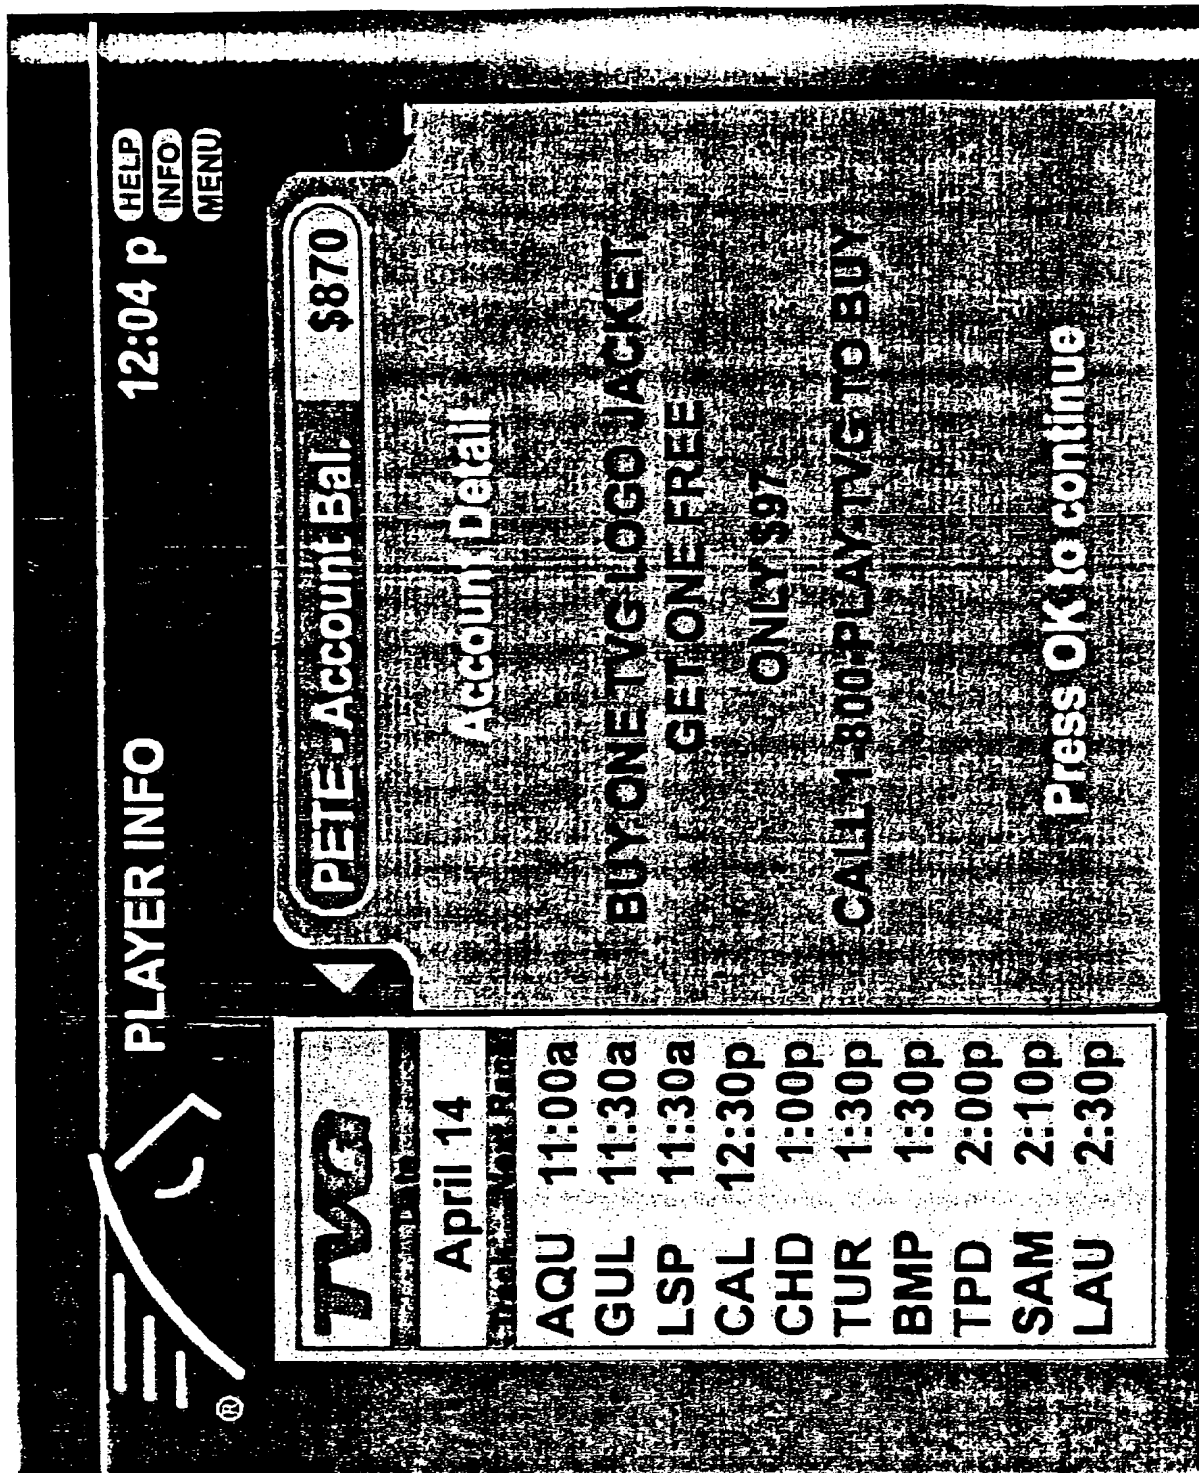 PLAYER INFO
12:04 p
HELP
INFO
MENU
®
TVG
Date
April 14
Track
AQU 11:00a
GUL 11:30a
LSP 11:30a
CAL 12:30p
CHD 1:00p
TUR 1:30p
BMP 1:30p
TPD 2:00p
SAM 2:10p
LAU 2:30p
PETE - Account Bal. $870
Account Detail
BUY ONE TVG LOGO JACKET
GET ONE FREE
ONLY $97
CALL 1-800-PLAY-TVG TO BUY
Press OK to continue